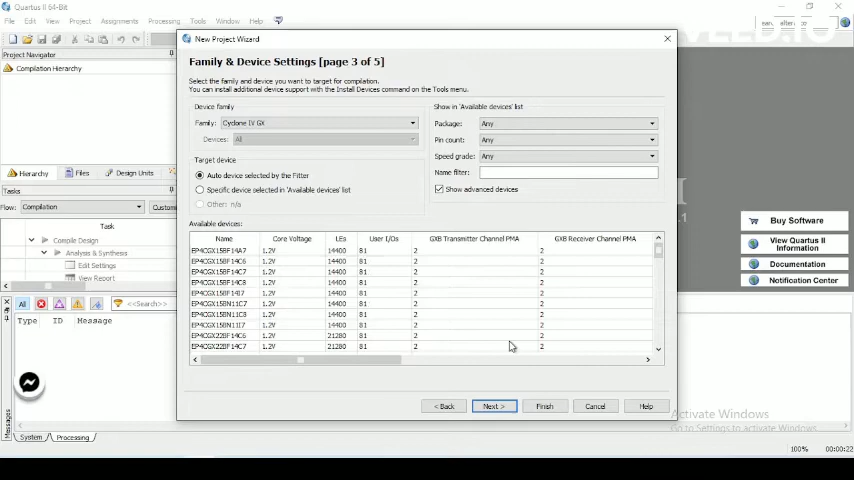 Quartus II 64-Bit
File Edit View Project Assignments Processing Tools Window Help
Project Navigator
Compilation Hierarchy
Hierarchy Files Design Units
Tasks
Flow: Compilation Custom
Task
Compile Design
Analysis & Synthesis
Edit Settings
View Report
All <<Search>>
Type ID Message
Messages
System Processing
New Project Wizard
Family & Device Settings [page 3 of 5]
Select the family and device you want to target for compilation.
You can install additional device support with the Install Devices command on the Tools menu.
Device family
Family: Cyclone IV GX
Devices: All
Target device
Auto device selected by the Fitter
Specific device selected in 'Available devices' list
Other: n/a
Show in 'Available devices' list
Package: Any
Pin count: Any
Speed grade: Any
Name filter:
Show advanced devices
Available devices:
Name Core Voltage LEs User I/Os GXB Transmitter Channel PMA GXB Receiver Channel PMA
EP4CGX15BF14A7 1.2V 14400 81 2 2
EP4CGX15BF14C6 1.2V 14400 81 2 2
EP4CGX15BF14C7 1.2V 14400 81 2 2
EP4CGX15BF14C8 1.2V 14400 81 2 2
EP4CGX15BF14I7 1.2V 14400 81 2 2
EP4CGX15BN11C7 1.2V 14400 81 2 2
EP4CGX15BN11C8 1.2V 14400 81 2 2
EP4CGX15BN11I7 1.2V 14400 81 2 2
EP4CGX22BF14C6 1.2V 21280 81 2 2
EP4CGX22BF14C7 1.2V 21280 81 2 2
< Back Next > Finish Cancel Help
Buy Software
View Quartus II
Information
Documentation
Notification Center
Activate Windows
Go to Settings to activate Windows.
100% 00:00:22